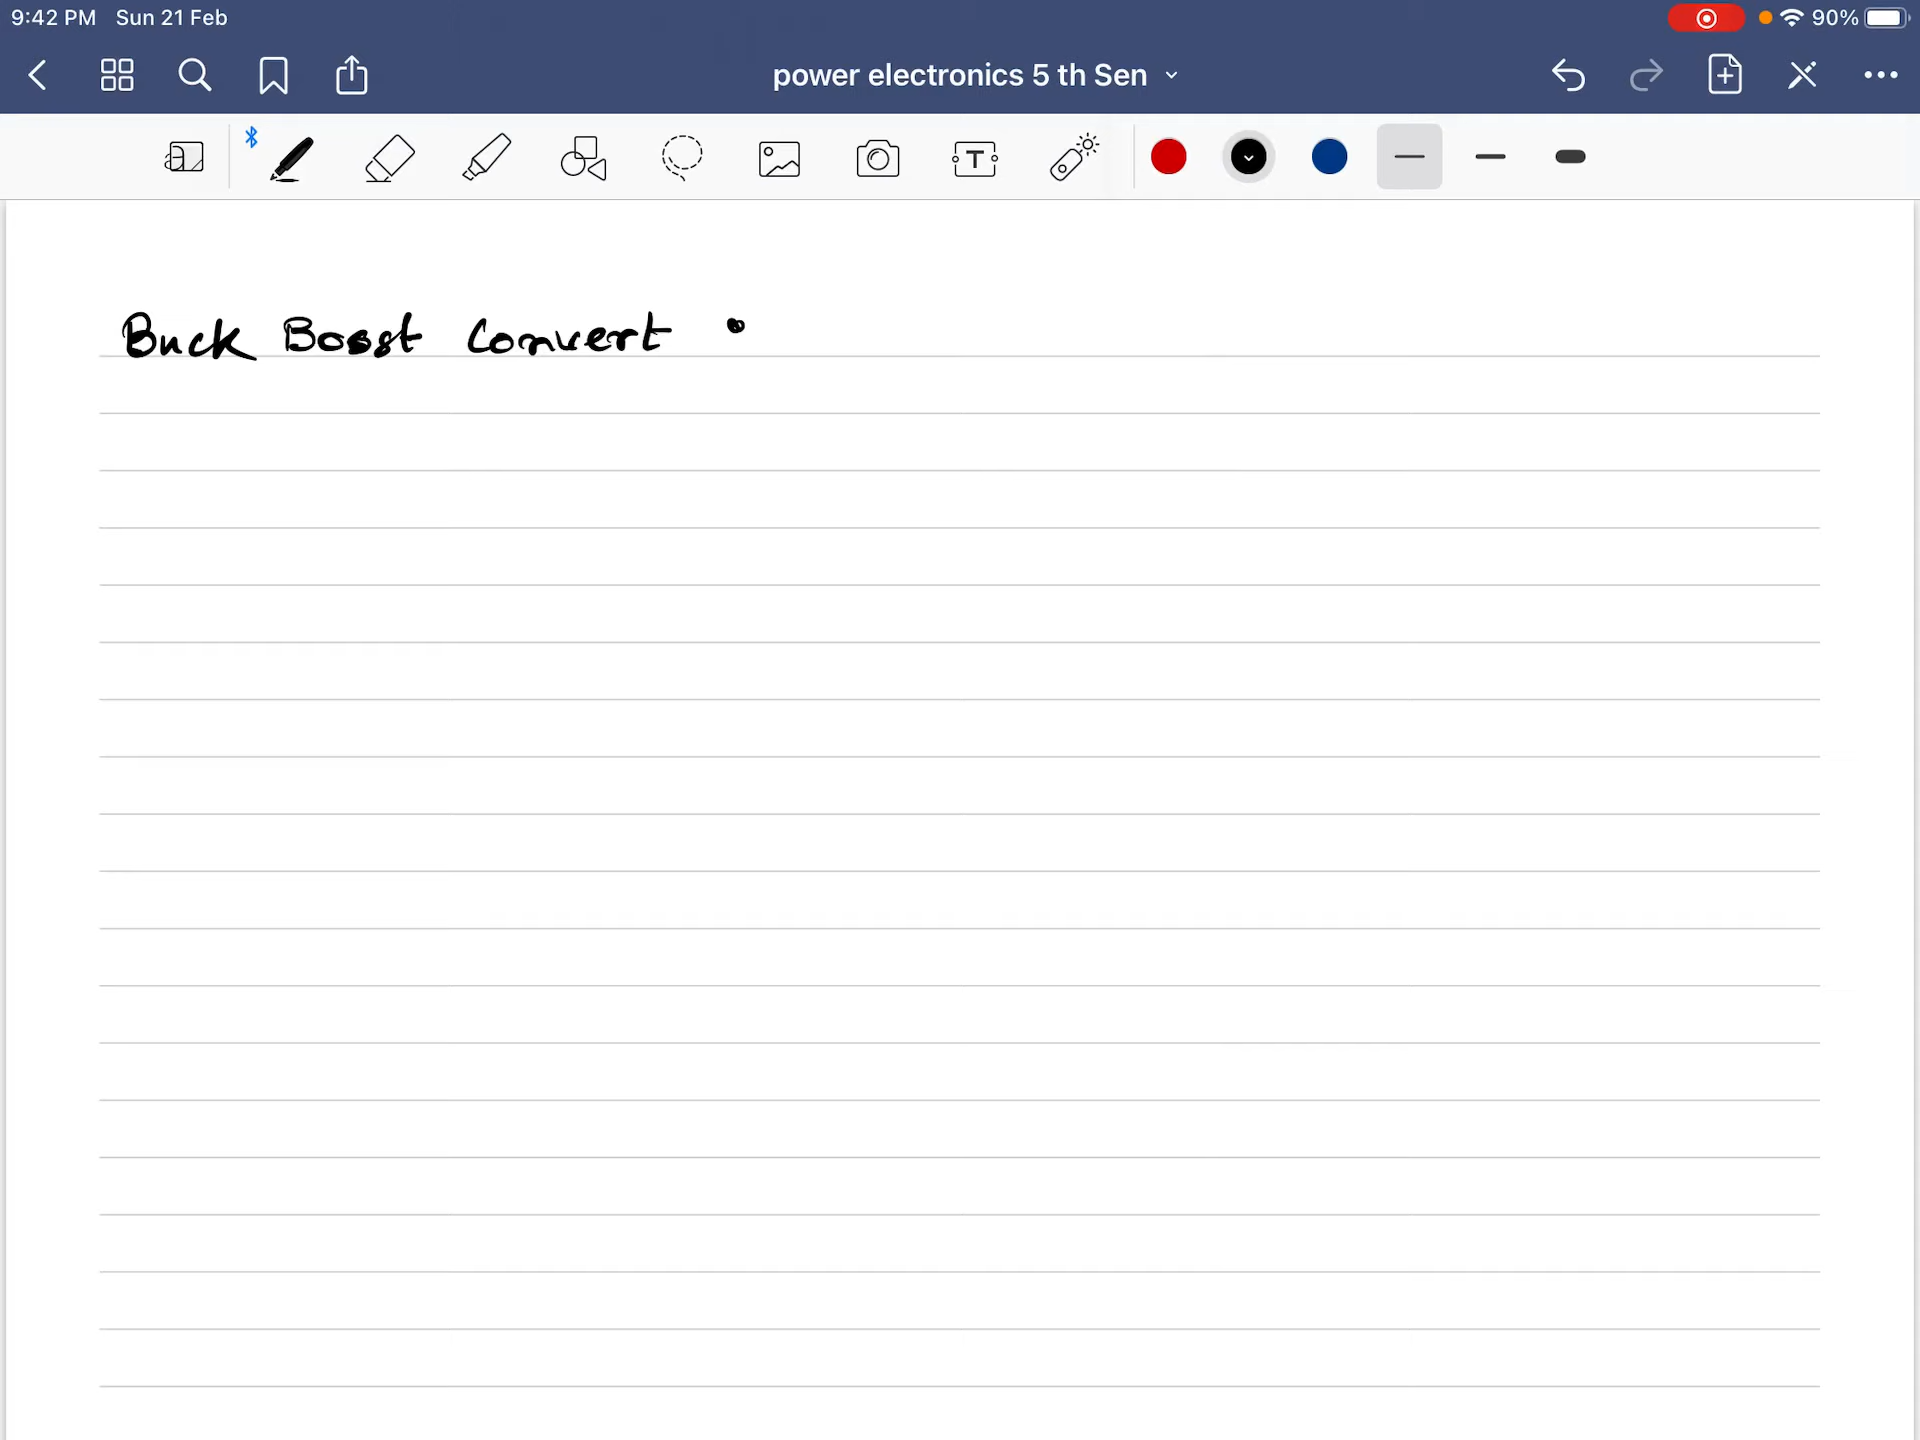 9:42 PM Sun 21 Feb 90%
power electronics 5 th Sen
T
Buck Boost Convert